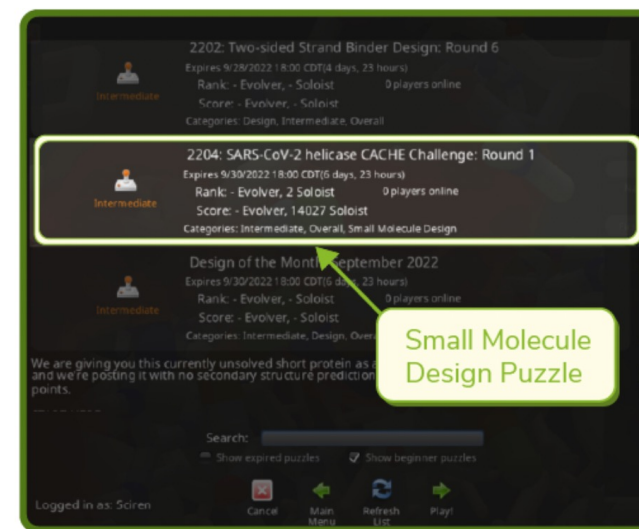 2202: Two-sided Strand Binder Design: Round 6
Expires 9/28/2022 18:00 CDT(4 days, 23 hours)
Intermediate
Rank: - Evolver, - Soloist 0 players online
Score: - Evolver, - Soloist
Categories: Design, Intermediate, Overall
2204: SARS-CoV-2 helicase CACHE Challenge: Round 1
Expires 9/30/2022 18:00 CDT(6 days, 23 hours)
Intermediate
Rank: - Evolver, 2 Soloist 0 players online
Score: - Evolver, 14027 Soloist
Categories: Intermediate, Overall, Small Molecule Design
Design of the Month September 2022
Expires 9/30/2022 18:00 CDT(6 days, 23 hours)
Intermediate
Rank: - Evolver, - Soloist 0 players online
Score: - Evolver, - Soloist
Categories: Intermediate, Design,
Small Molecule
Design Puzzle
We are giving you this currently unsolved short protein as a
and we're posting it with no secondary structure prediction
points.
Search:
Show expired puzzles Show beginner puzzles
Logged in as: Sciren
Cancel
Main Menu
Refresh List
Play!